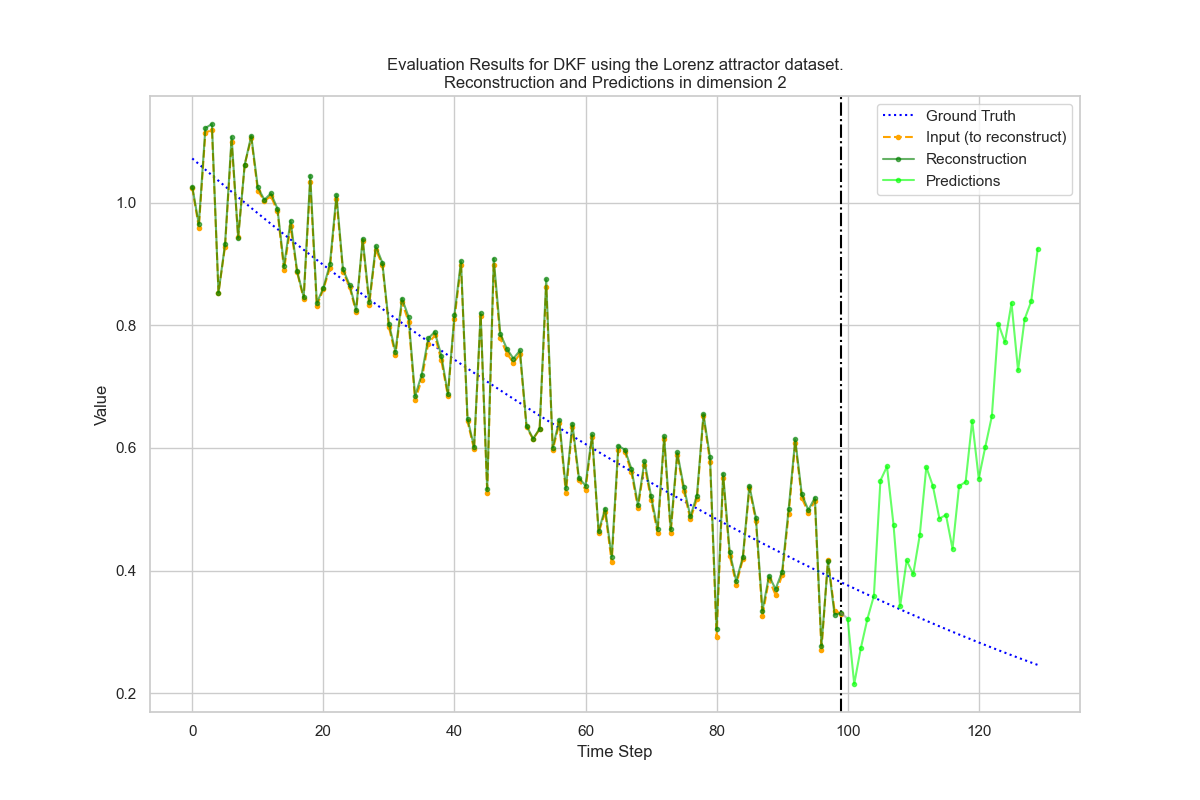 Evaluation Results for DKF using the Lorenz attractor dataset.
Reconstruction and Predictions in dimension 2
Ground Truth
Input (to reconstruct)
Reconstruction
Predictions
Value
1.0
0.8
0.6
0.4
0.2
0 20 40 60 80 100 120
Time Step